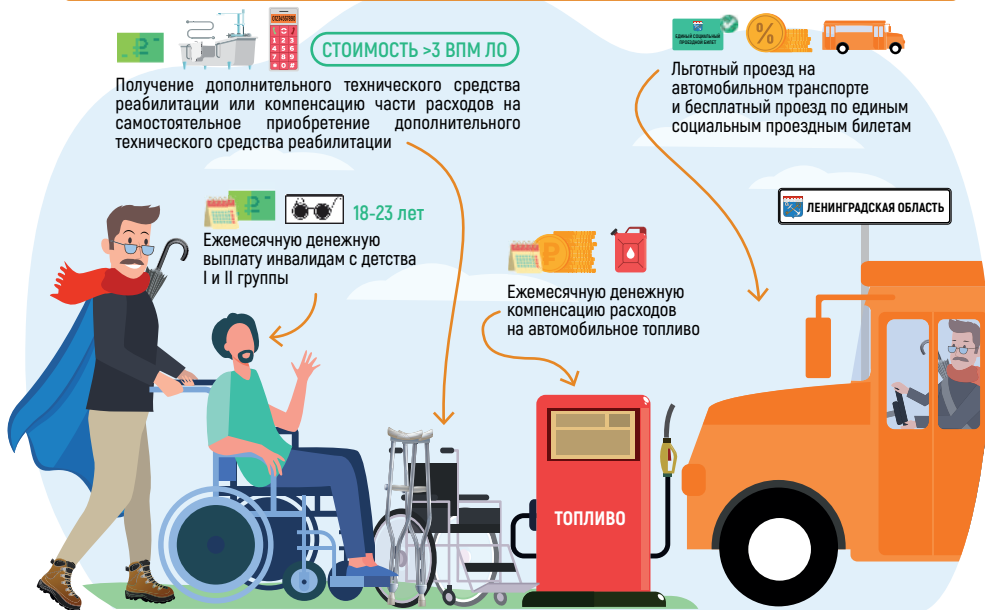 СТОИМОСТЬ >3 ВПМ ЛО
Получение дополнительного технического средства
реабилитации или компенсацию части расходов на
самостоятельное приобретение дополнительного
технического средства реабилитации
ЕДИНЫЙ СОЦИАЛЬНЫЙ
ПРОЕЗДНОЙ БИЛЕТ
%
Льготный проезд на
автомобильном транспорте
и бесплатный проезд по единым
социальным проездным билетам
18-23 лет
Ежемесячную денежную
выплату инвалидам с детства
I и II группы
Ежемесячную денежную
компенсацию расходов
на автомобильное топливо
ЛЕНИНГРАДСКАЯ ОБЛАСТЬ
ТОПЛИВО